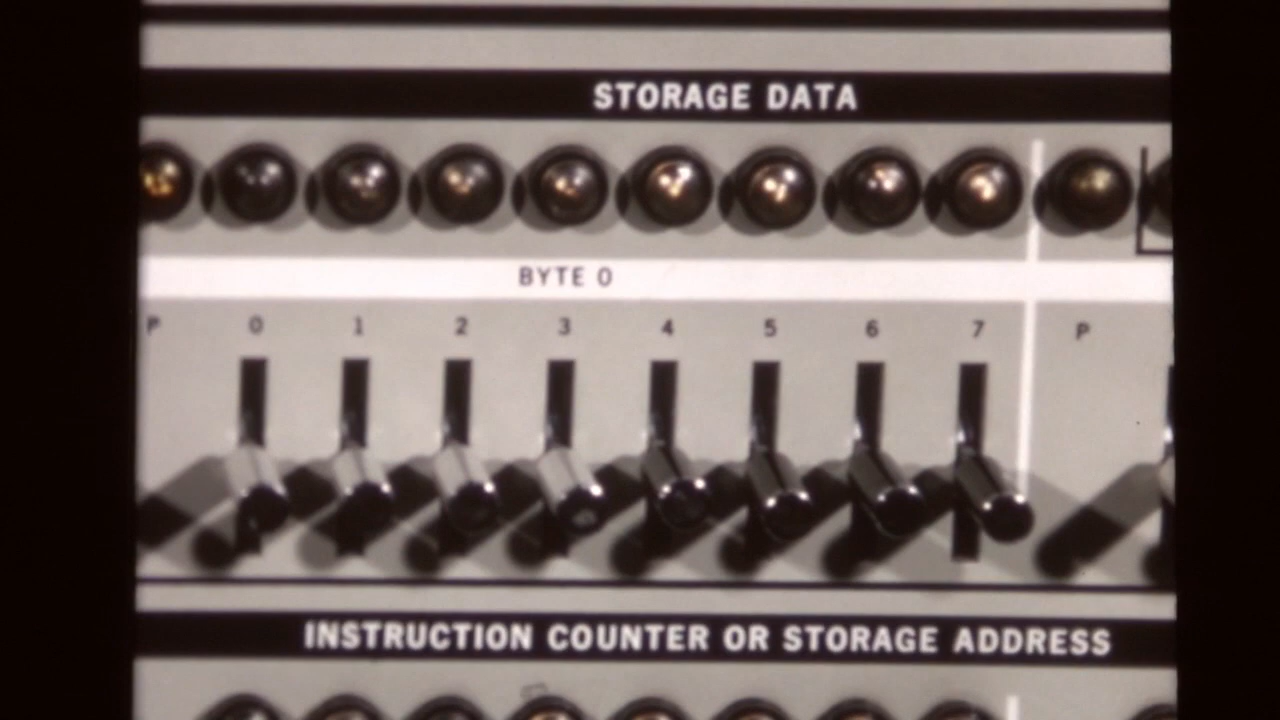 STORAGE DATA
BYTE 0
P 0 1 2 3 4 5 6 7 P
INSTRUCTION COUNTER OR STORAGE ADDRESS